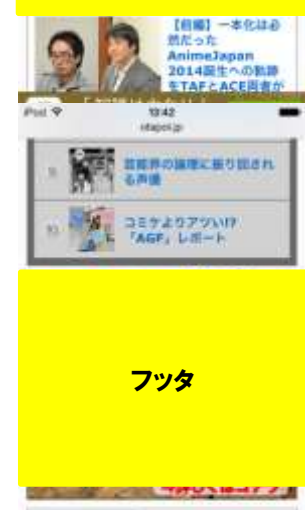 【前編】一本化は必
然だった
AnimeJapan
2014誕生への軌跡
をTAFとACE両者が
iPod
13:42
otapol.jp
9
芸能界の論理に振り回され
る声優
10
コミケよりアツい!?
「AGF」レポート
フッタ